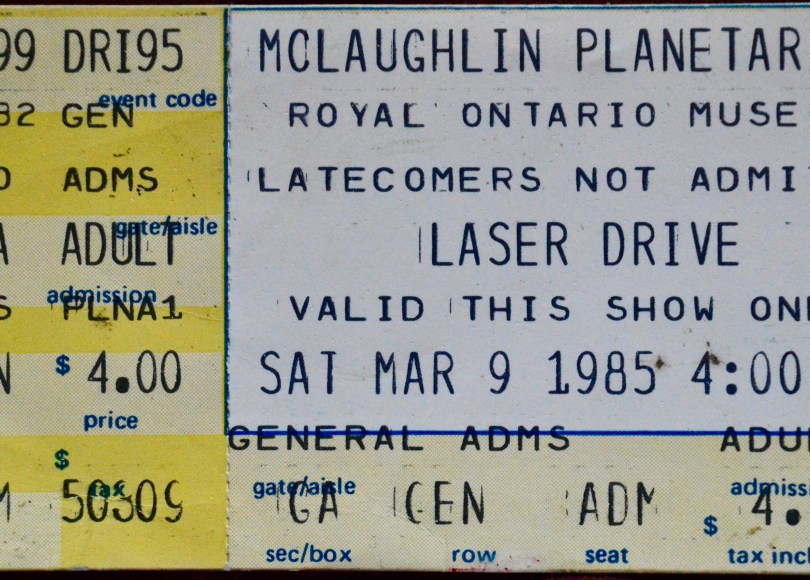 99 DRI95
event code
32 GEN
ADMS
gate/aisle
A ADULT
admission
S PLNA1
N $ 4.00
price
$
tax
M 50309
MCLAUGHLIN PLANETAR
ROYAL ONTARIO MUSE
LATECOMERS NOT ADMI
LASER DRIVE
VALID THIS SHOW ON
SAT MAR 9 1985 4:00
GENERAL ADMS ADU
gate/aisle admiss
GA GEN ADM $ 4.
sec/box row seat tax incl